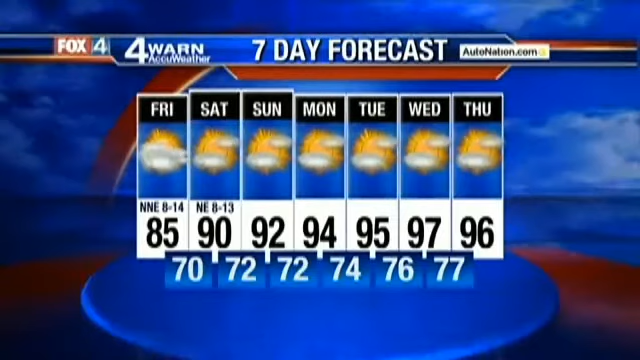 FOX 4
4WARN
AccuWeather
7 DAY FORECAST
AutoNation.com
FRI SAT SUN MON TUE WED THU
NNE 8-14 NE 8-13
85 90 92 94 95 97 96
70 72 72 74 76 77